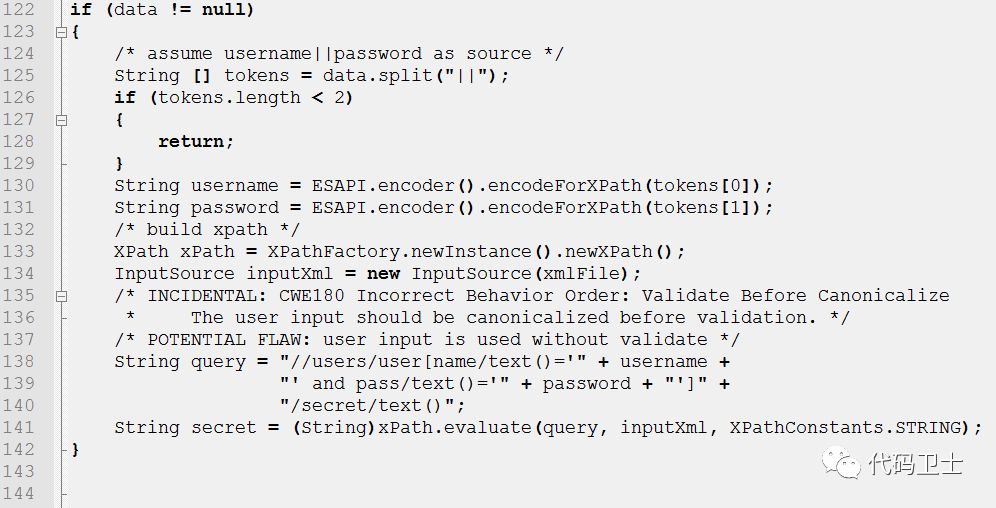 122 if (data != null)
123 {
124     /* assume username||password as source */
125     String [] tokens = data.split("||");
126     if (tokens.length < 2)
127     {
128         return;
129     }
130     String username = ESAPI.encoder().encodeForXPath(tokens[0]);
131     String password = ESAPI.encoder().encodeForXPath(tokens[1]);
132     /* build xpath */
133     XPath xPath = XPathFactory.newInstance().newXPath();
134     InputSource inputXml = new InputSource(xmlFile);
135     /* INCIDENTAL: CWE180 Incorrect Behavior Order: Validate Before Canonicalize
136      *     The user input should be canonicalized before validation. */
137     /* POTENTIAL FLAW: user input is used without validate */
138     String query = "//users/user[name/text()='" + username +
139                    "' and pass/text()='" + password + "']" +
140                    "/secret/text()";
141     String secret = (String)xPath.evaluate(query, inputXml, XPathConstants.STRING);
142 }
143
144
代码卫士